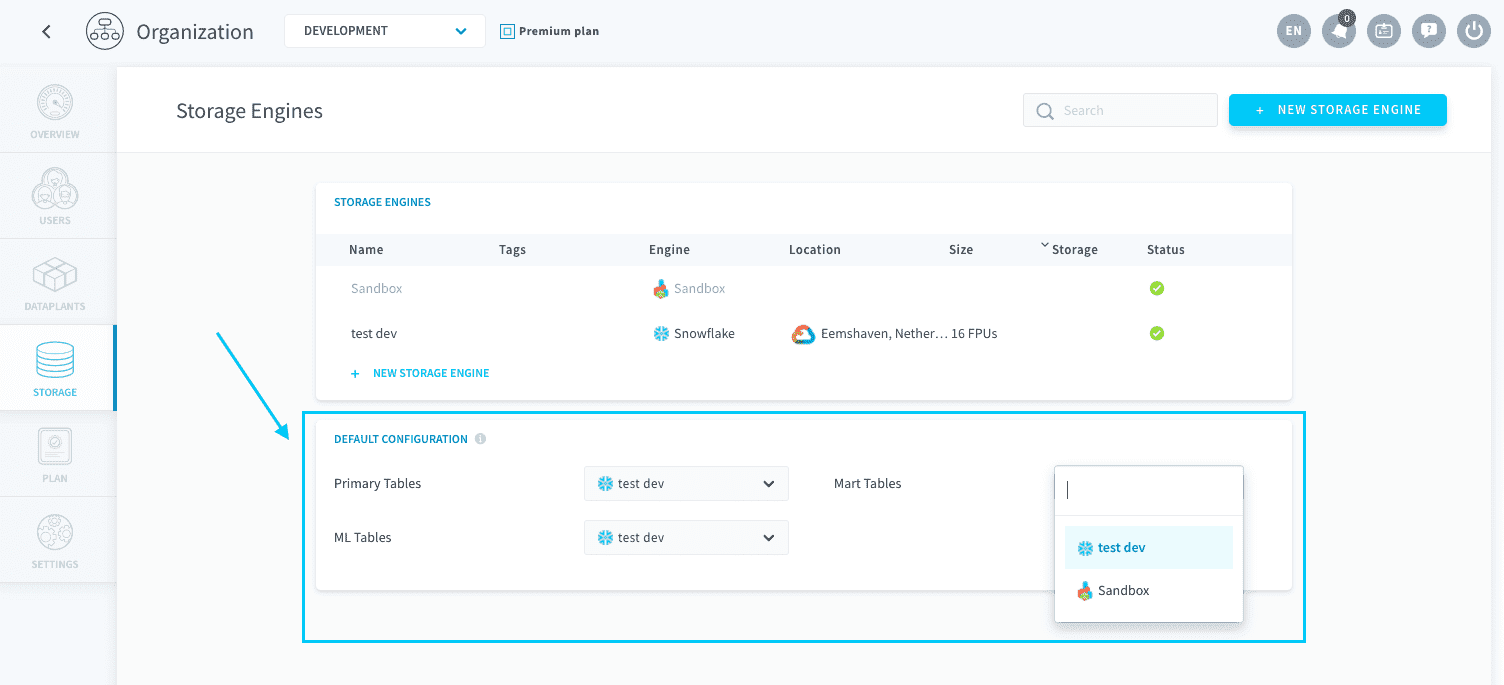 Organization
DEVELOPMENT
Premium plan
EN
0
OVERVIEW
USERS
DATAPLANTS
STORAGE
PLAN
SETTINGS
Storage Engines
Search
+ NEW STORAGE ENGINE
STORAGE ENGINES
Name Tags Engine Location Size Storage Status
Sandbox Sandbox
test dev Snowflake Eemshaven, Nether... 16 FPUs
+ NEW STORAGE ENGINE
DEFAULT CONFIGURATION
Primary Tables test dev Mart Tables
ML Tables test dev
test dev
Sandbox